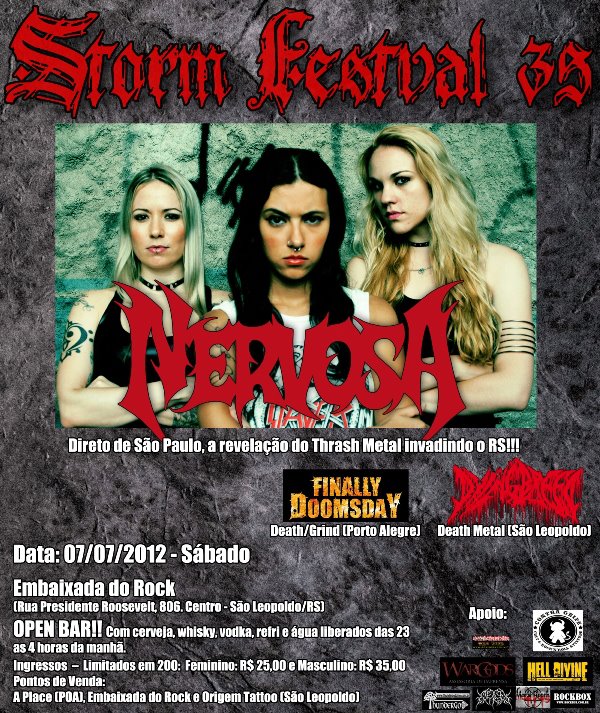 Storm Festval 39
NERVOSA
Direto de São Paulo, a revelação do Thrash Metal invadindo o RS!!!
FINALLY
DOOMSDAY
Death/Grind (Porto Alegre)
Death Metal (São Leopoldo)
Data: 07/07/2012 - Sábado
Embaixada do Rock
(Rua Presidente Roosevelt, 806. Centro - São Leopoldo/RS)
OPEN BAR!! Com cerveja, whisky, vodka, refri e água liberados das 23
as 4 horas da manhã.
Ingressos – Limitados em 200: Feminino: R$ 25,00 e Masculino: R$ 35,00
Pontos de Venda:
A Place (POA), Embaixada do Rock e Origem Tattoo (São Leopoldo)
Apoio:
WARGODS
HELL DIVINE
THUNDERGOD
ROCKBOX